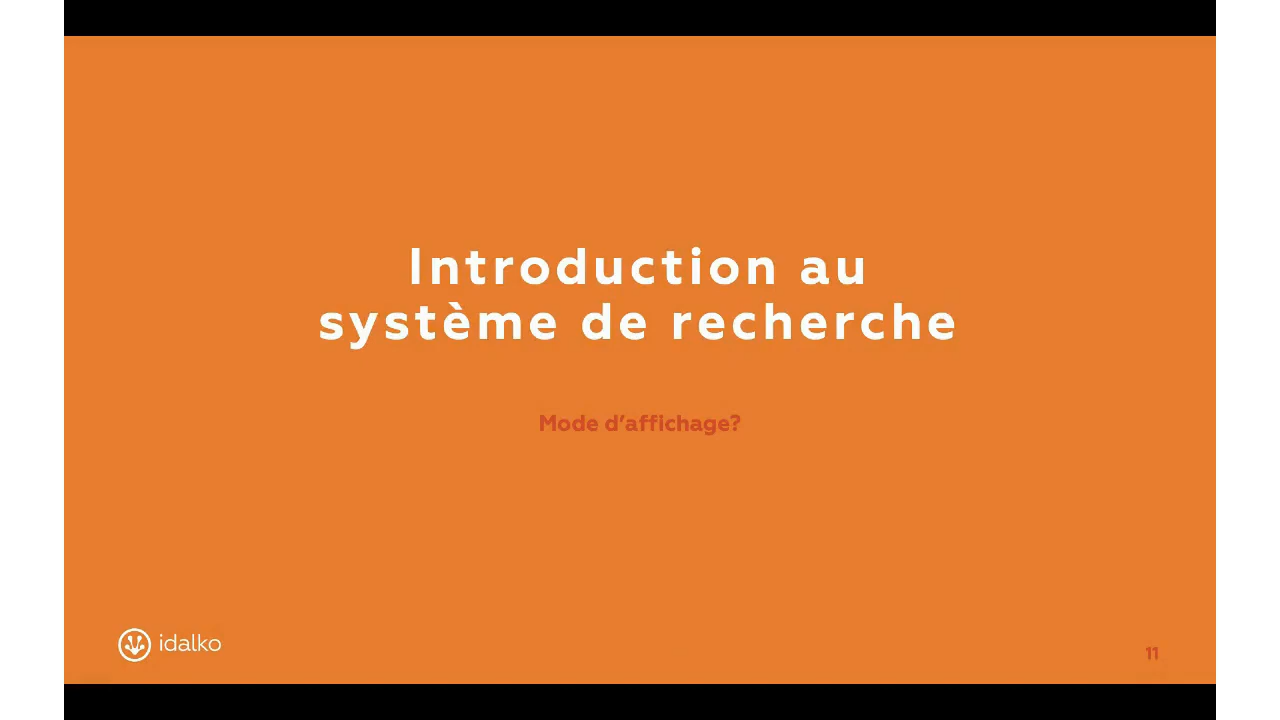 Introduction au
système de recherche
Mode d’affichage?
idalko
11